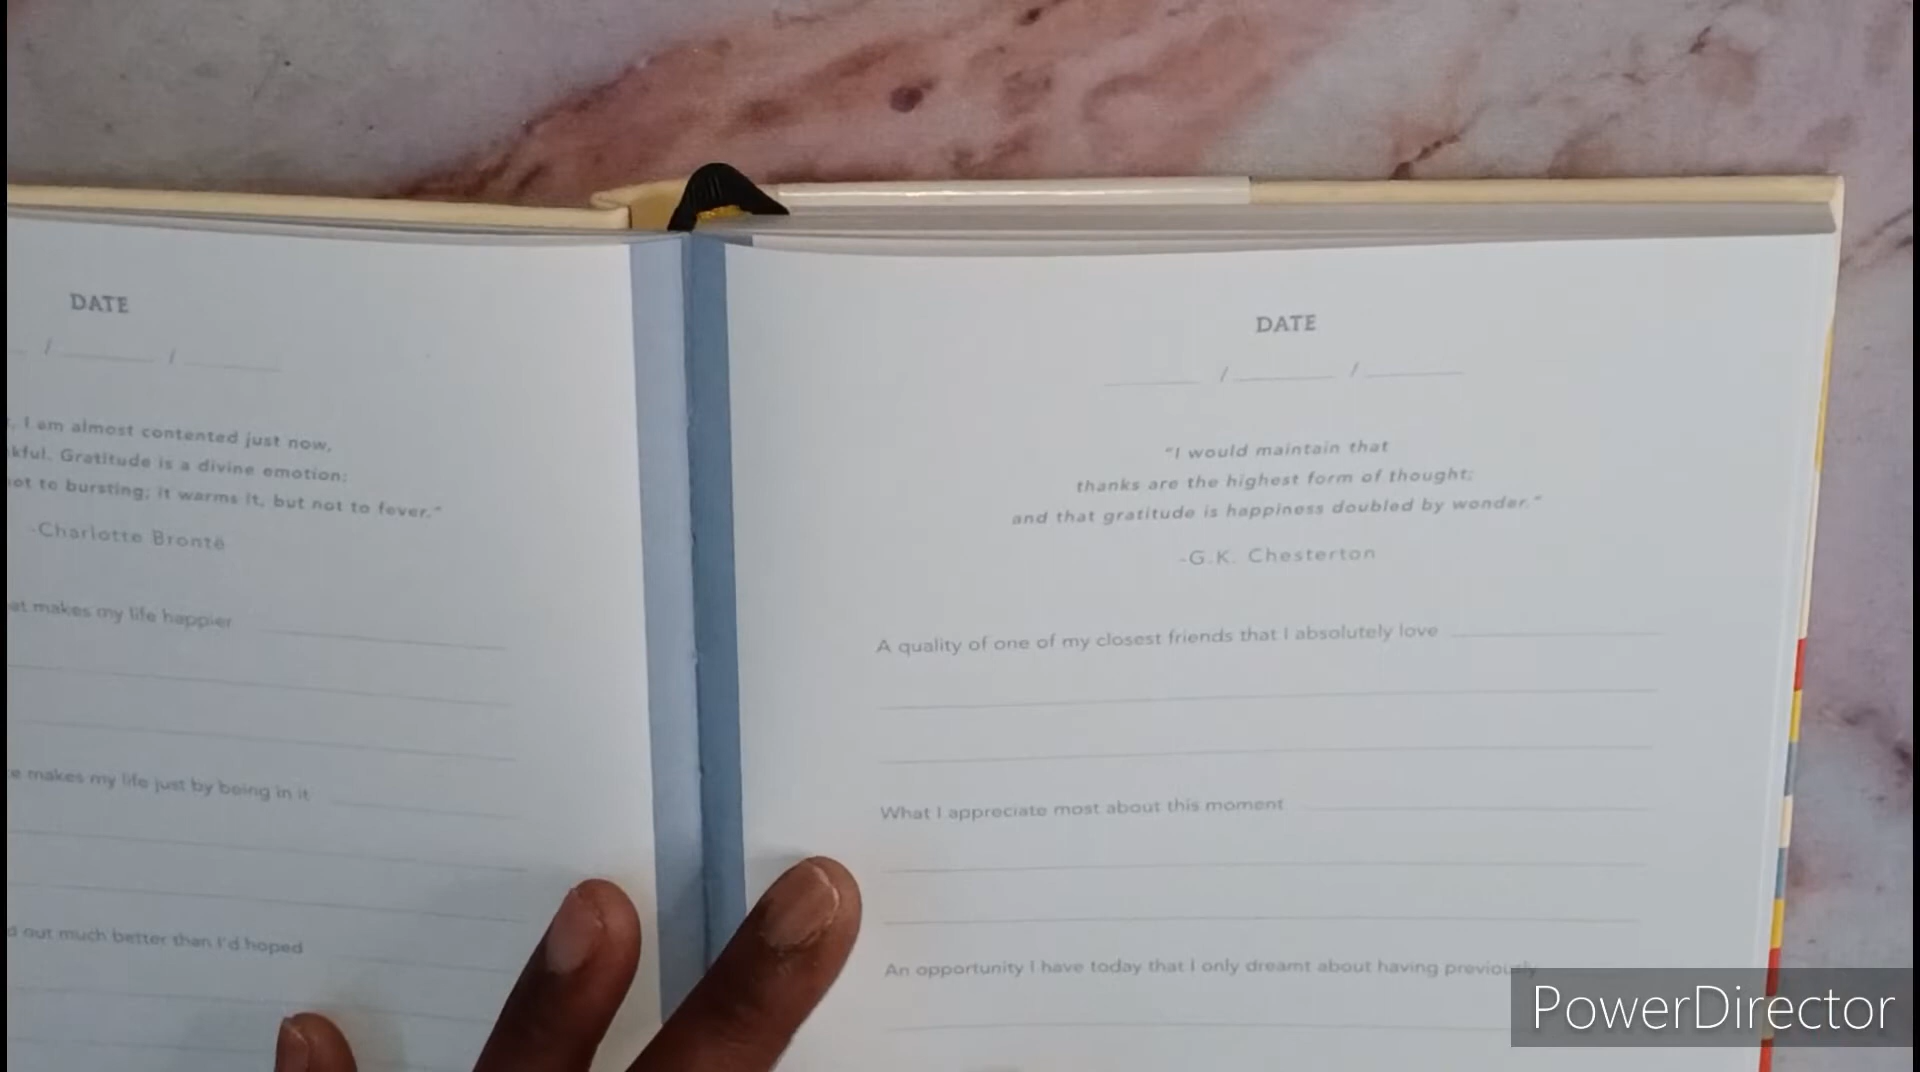 DATE
/ /
I am almost contented just now,
Gratitude is a divine emotion:
to bursting; it warms it, but not to fever."
-Charlotte Brontë
makes my life happier
makes my life just by being in it
out much better than I'd hoped
DATE
/ /
"I would maintain that
thanks are the highest form of thought;
and that gratitude is happiness doubled by wonder."
-G.K. Chesterton
A quality of one of my closest friends that I absolutely love
What I appreciate most about this moment
An opportunity I have today that I only dreamt about having previously
PowerDirector